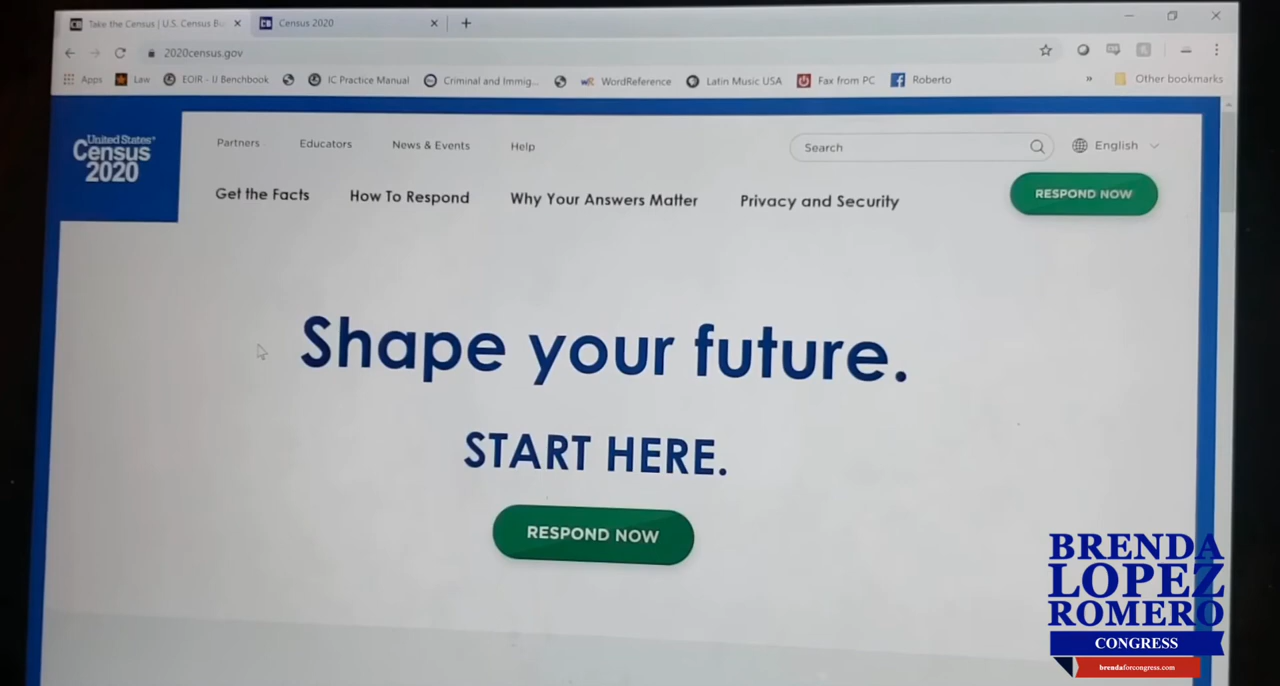 Take the Census | U.S. Census Bu
Census 2020
2020census.gov
Apps Law EOIR - IJ Benchbook IC Practice Manual Criminal and Immig... WordReference Latin Music USA Fax from PC Roberto » Other bookmarks
United States®
Census
2020
Partners Educators News & Events Help Search English
Get the Facts How To Respond Why Your Answers Matter Privacy and Security RESPOND NOW
Shape your future.
START HERE.
RESPOND NOW
BRENDA
LOPEZ
ROMERO
CONGRESS
brendaforcongress.com